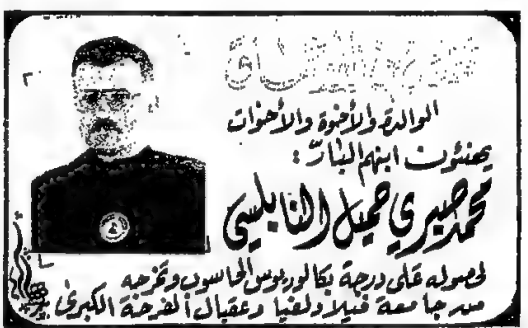 الوالدة والأخوة والأخوات
يهنئون ابنهم البارّ :
محمد صبري جميل النابلسي
لحصوله على درجة بكالوريوس الحاسوب وتخرجه
من جامعة فيلادلفيا وعقبال الفرحة الكبرى